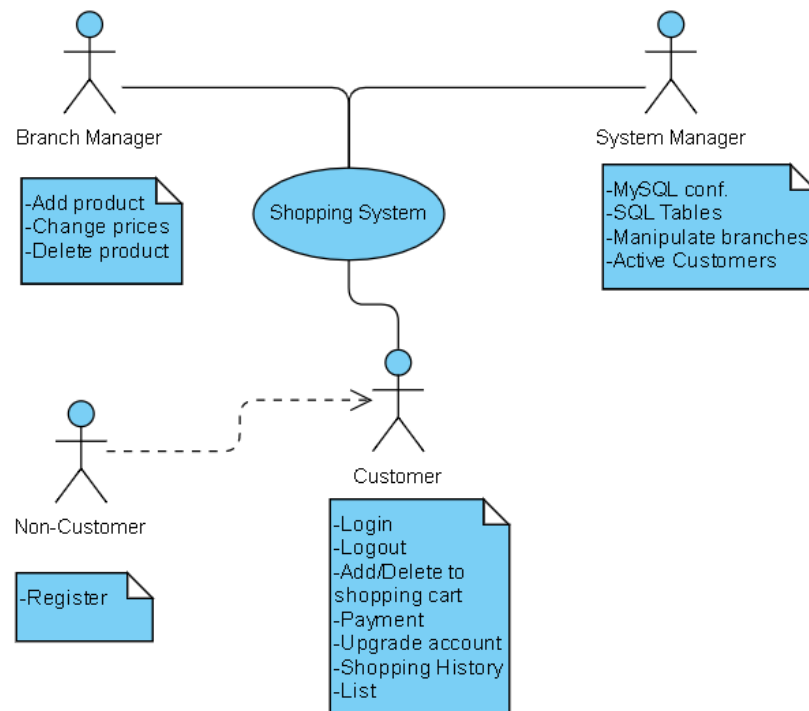 Branch Manager
System Manager
-Add product
-Change prices
-Delete product
Shopping System
-MySQL conf.
-SQL Tables
-Manipulate branches
-Active Customers
Customer
Non-Customer
-Register
-Login
-Logout
-Add/Delete to
shopping cart
-Payment
-Upgrade account
-Shopping History
-List